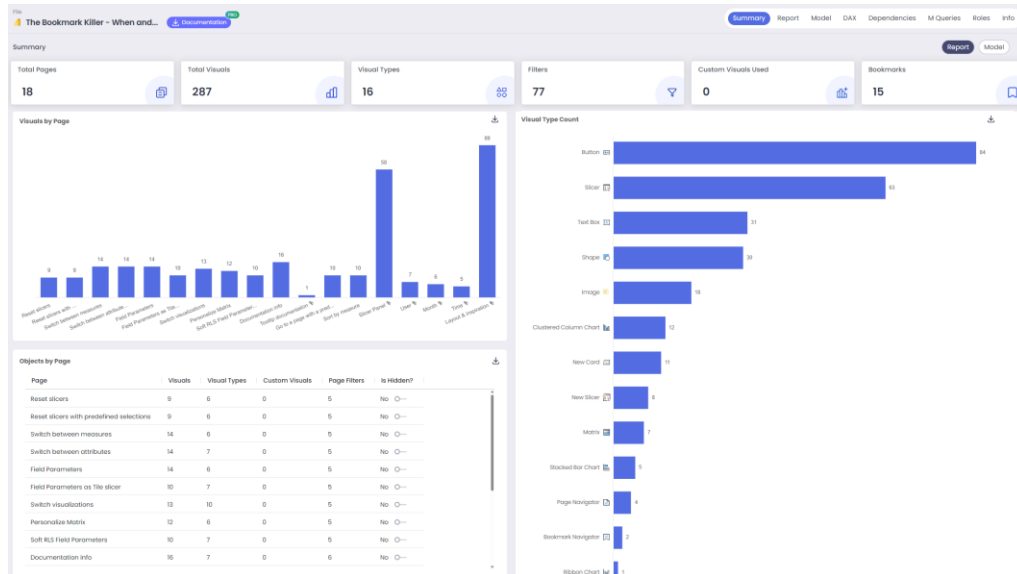 File
The Bookmark Killer - When and...
Documentation
PRO
Summary Report Model DAX Dependencies M Queries Roles Info
Summary
Report Model
Total Pages
18
Total Visuals
287
Visual Types
16
Filters
77
Custom Visuals Used
0
Bookmarks
15
Visuals by Page
9 9 14 14 14 10 13 12 10 16 1 10 10 58 7 6 5
Reset slicers
Reset slicers with ...
Switch between measures
Switch between attribute...
Field Parameters
Field Parameters as Tile...
Switch visualizations
Personalize Matrix
Soft RLS Field Parameter...
Documentation info
Tooltip documentation
Go to a page with a pred...
Sort by measure
Slicer Panel
User
Month
Time
Layout & Inspiration
Visual Type Count
Button 84
Slicer 63
Text Box 31
Shape 30
Image 18
Clustered Column Chart 12
New Card 11
New Slicer 8
Matrix 7
Stacked Bar Chart 5
Page Navigator 4
Bookmark Navigator 2
Ribbon Chart 1
Objects by Page
Page Visuals Visual Types Custom Visuals Page Filters Is Hidden?
Reset slicers 9 6 0 5 No
Reset slicers with predefined selections 9 6 0 5 No
Switch between measures 14 6 0 5 No
Switch between attributes 14 7 0 5 No
Field Parameters 14 6 0 5 No
Field Parameters as Tile slicer 10 7 0 5 No
Switch visualizations 13 10 0 5 No
Personalize Matrix 12 6 0 5 No
Soft RLS Field Parameters 10 7 0 5 No
Documentation info 16 7 0 6 No